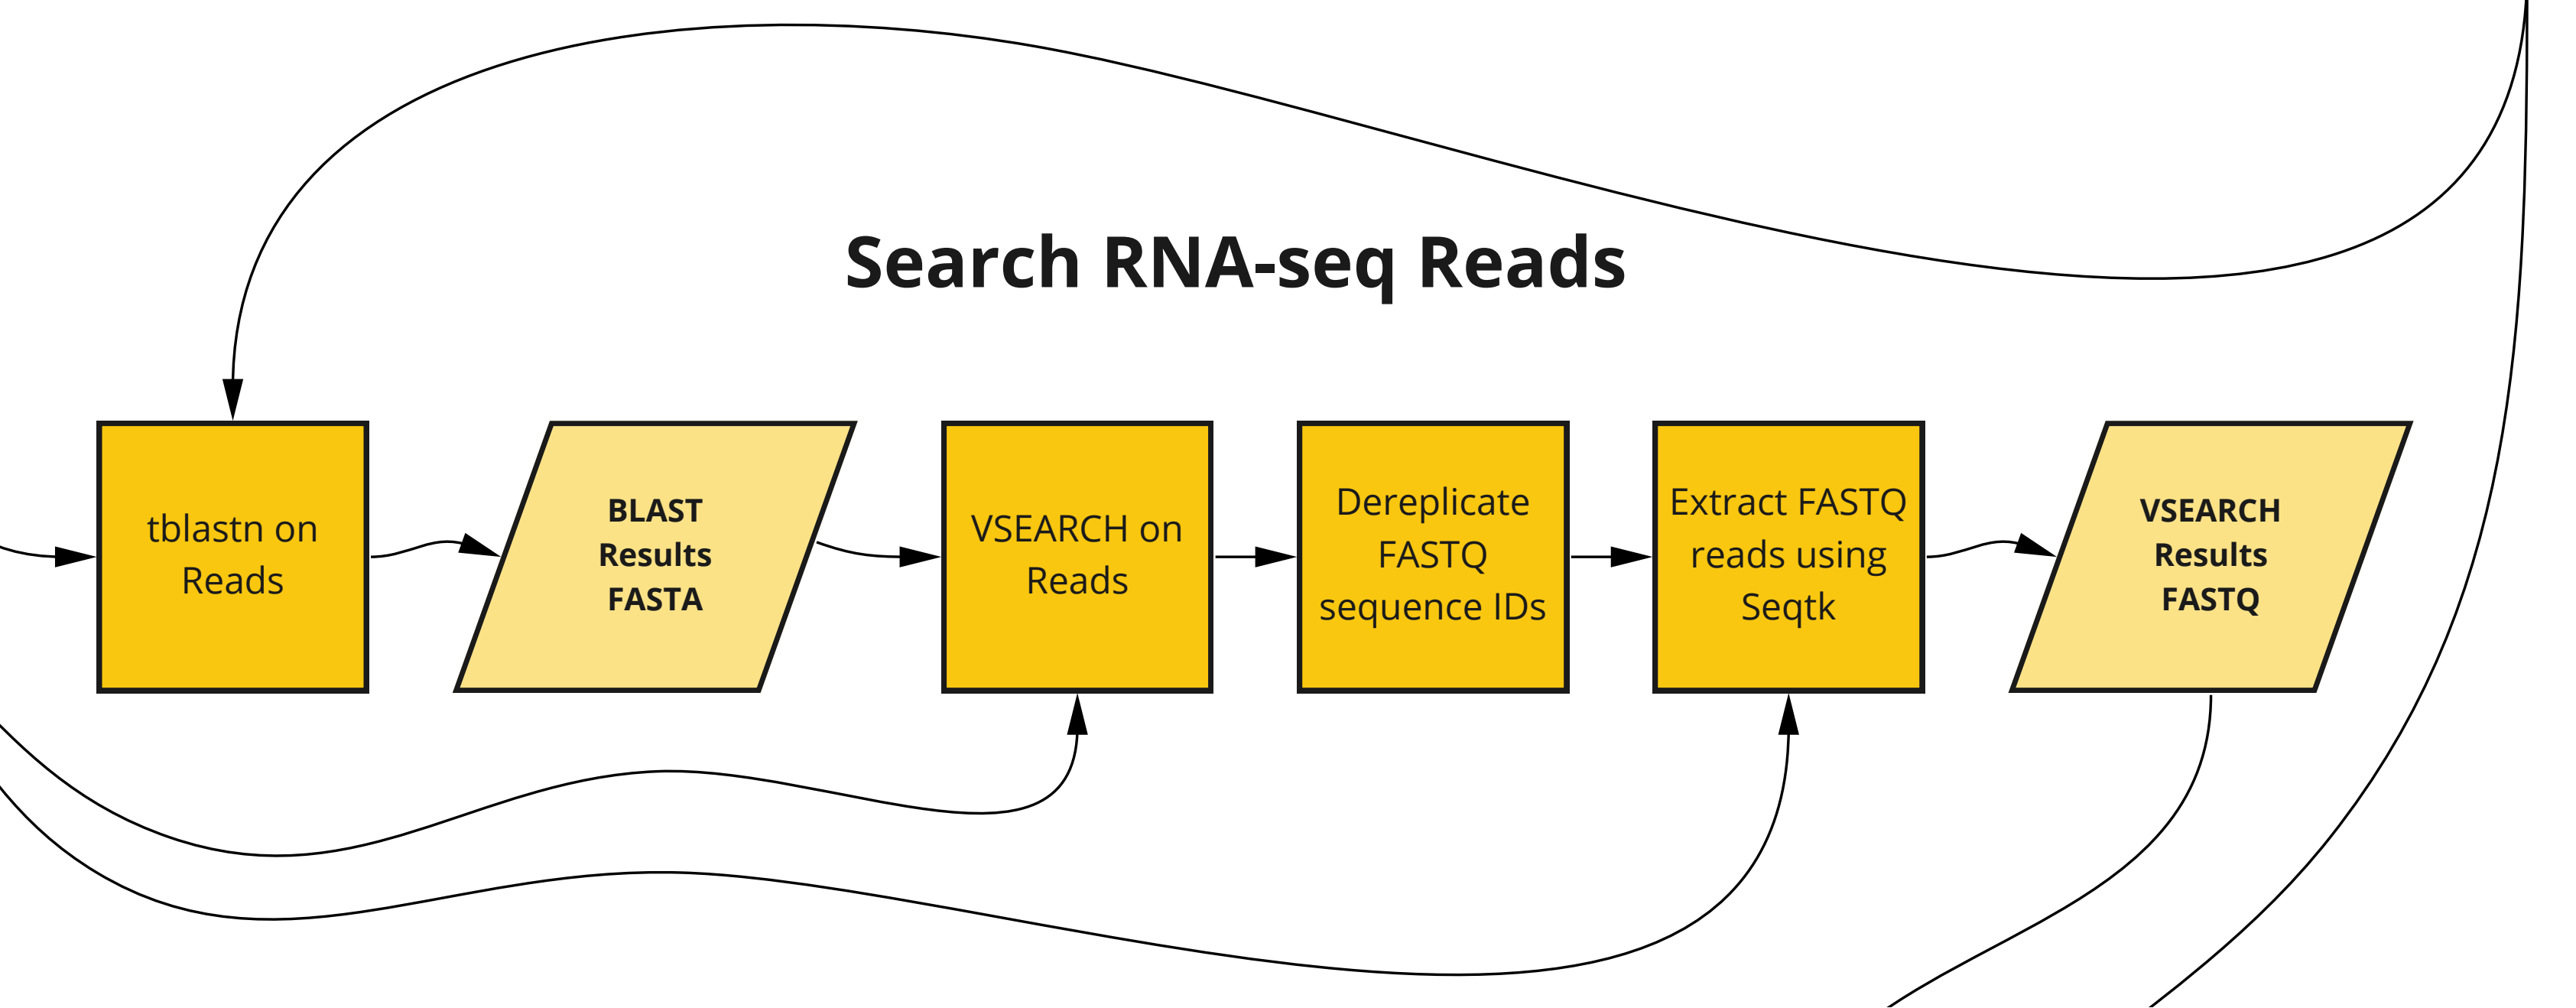 Search RNA-seq Reads
tblastn on
Reads
BLAST
Results
FASTA
VSEARCH on
Reads
Dereplicate
FASTQ
sequence IDs
Extract FASTQ
reads using
Seqtk
VSEARCH
Results
FASTQ